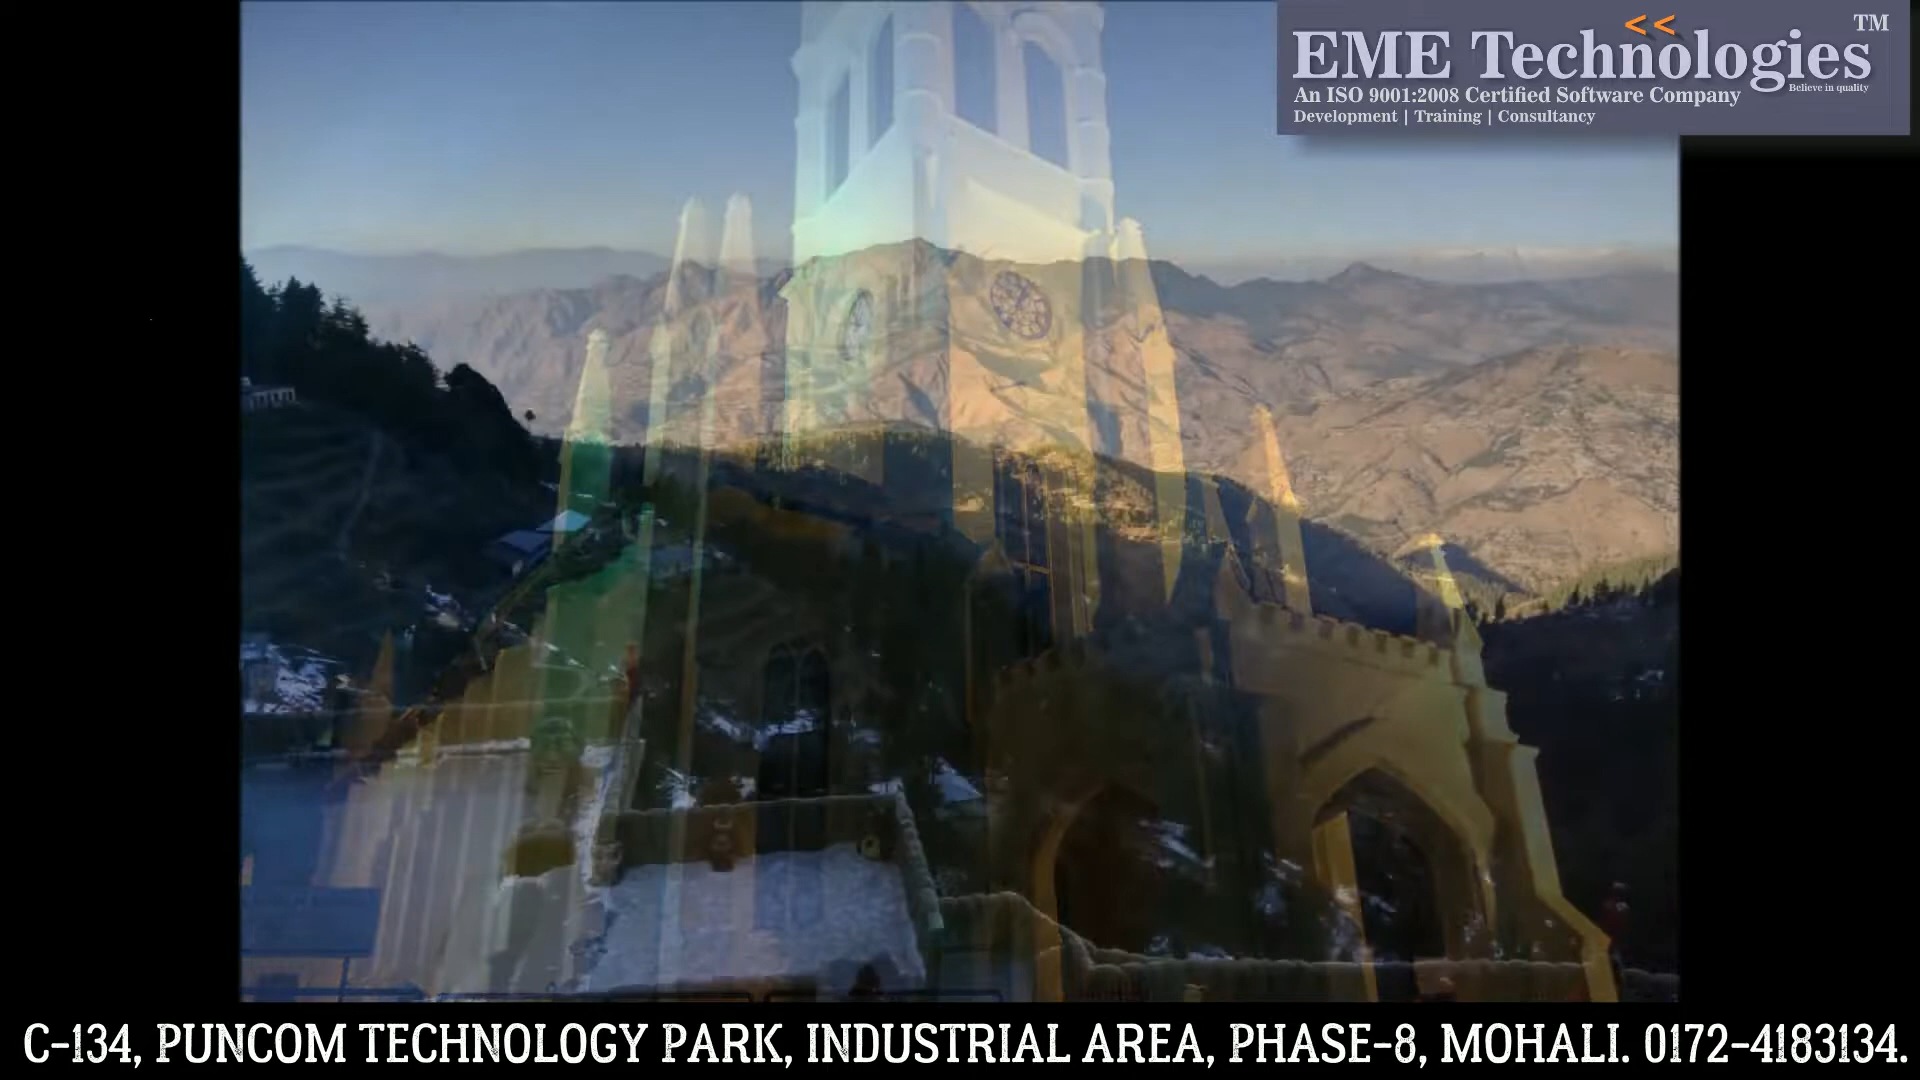 <<
EME Technologies TM
Believe in quality
An ISO 9001:2008 Certified Software Company
Development | Training | Consultancy
C-134, PUNCOM TECHNOLOGY PARK, INDUSTRIAL AREA, PHASE-8, MOHALI. 0172-4183134.